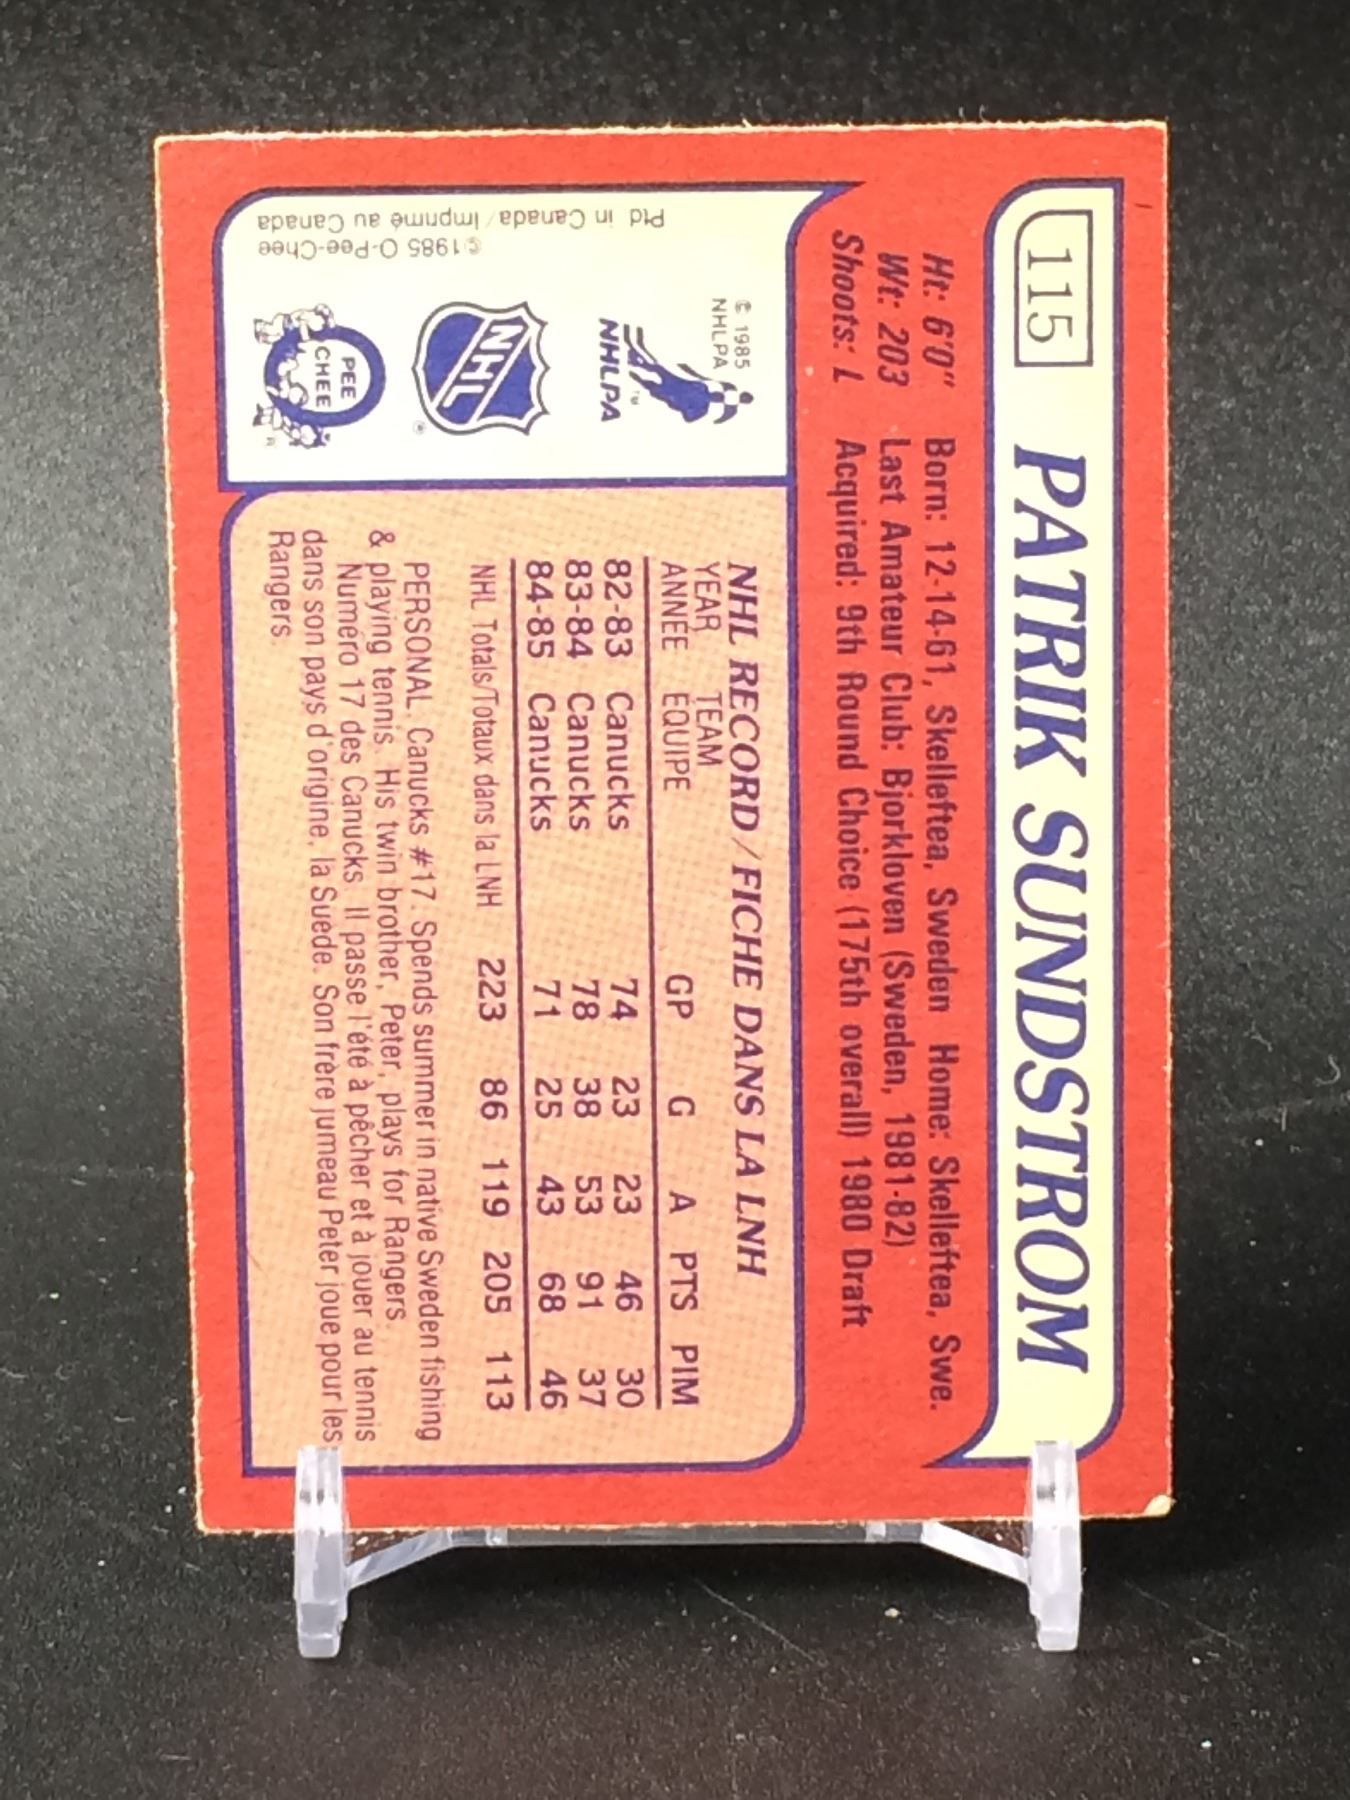 115 PATRIK SUNDSTROM
Ht: 6'0" Born: 12-14-61, Skelleftea, Sweden Home: Skelleftea, Swe.
Wt: 203 Last Amateur Club: Bjorkloven (Sweden, 1981-82)
Shoots: L Acquired: 9th Round Choice (175th overall) 1980 Draft
© 1985
NHLPA
NHLPA™
NHL
®
PEE
CHEE
®
©1985 O-Pee-Chee
Ptd in Canada/Imprimé au Canada
NHL RECORD/FICHE DANS LA LNH
YEAR TEAM
ANNÉE ÉQUIPE GP G A PTS PIM
82-83 Canucks 74 23 23 46 30
83-84 Canucks 78 38 53 91 37
84-85 Canucks 71 25 43 68 46
NHL Totals/Totaux dans la LNH 223 86 119 205 113
PERSONAL. Canucks #17. Spends summer in native Sweden fishing
& playing tennis. His twin brother, Peter, plays for Rangers.
Numéro 17 des Canucks. Il passe l'été à pêcher et à jouer au tennis
dans son pays d'origine, la Suede. Son frère jumeau Peter joue pour les
Rangers.